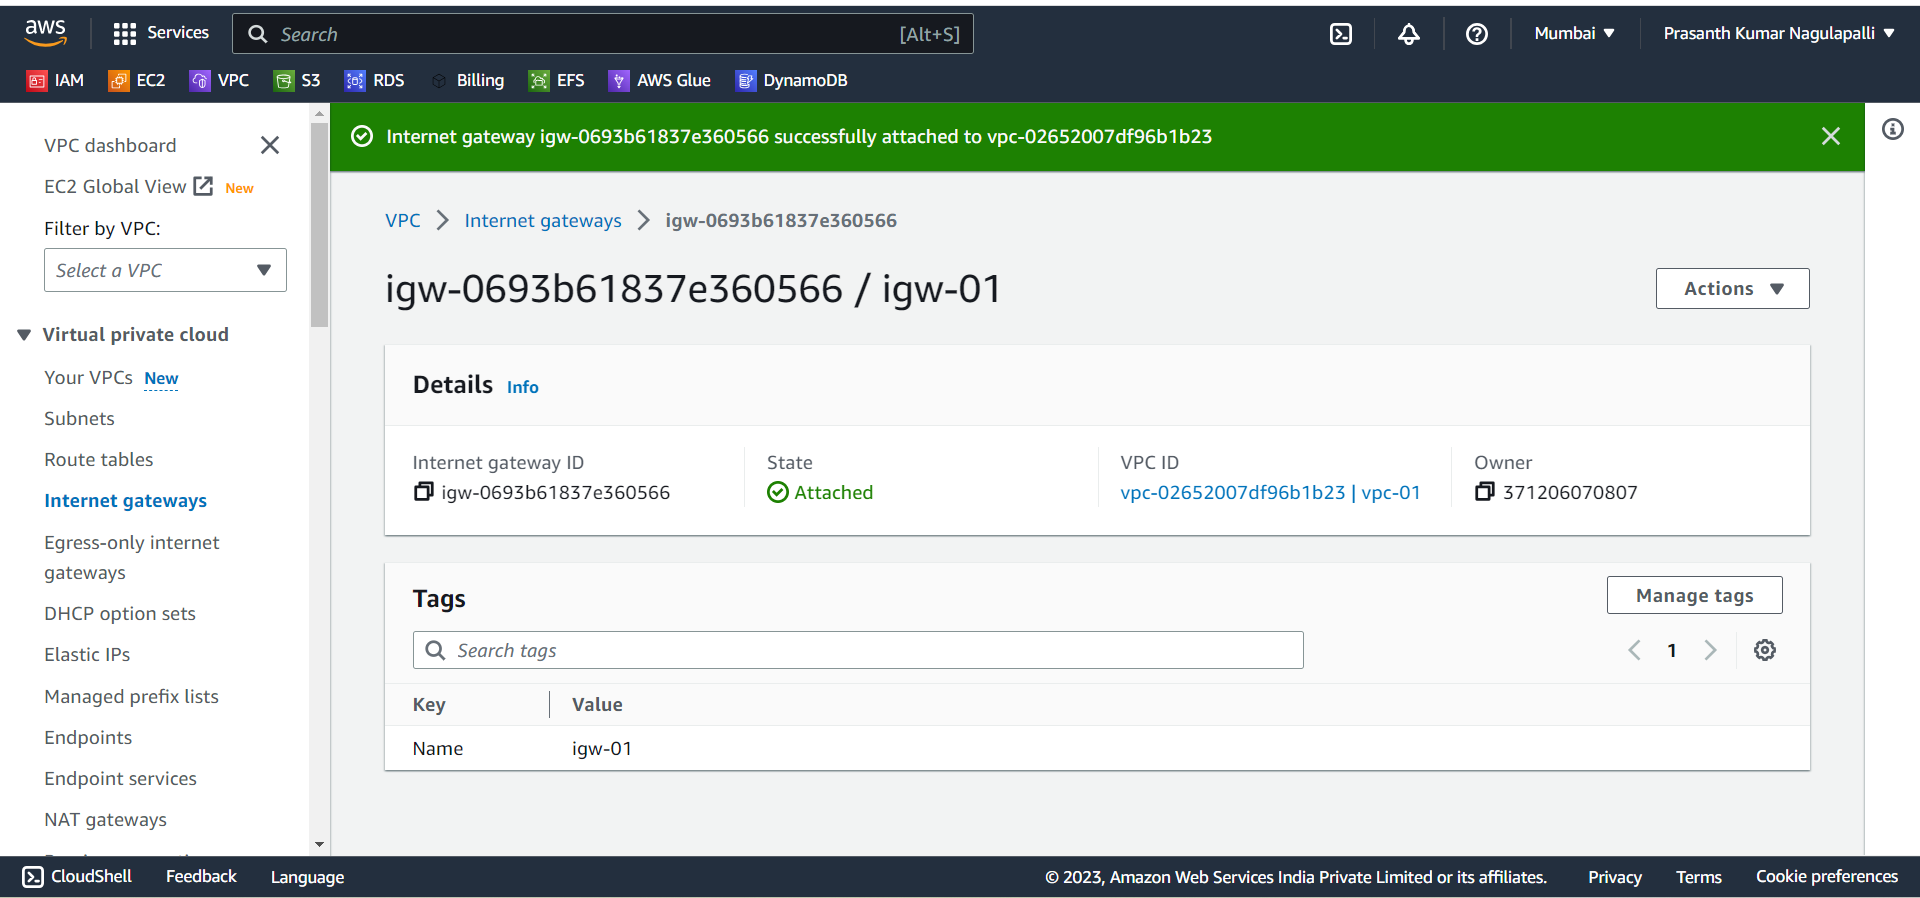 aws
Services
Search
[Alt+S]
Mumbai
Prasanth Kumar Nagulapalli
IAM
EC2
VPC
S3
RDS
Billing
EFS
AWS Glue
DynamoDB
VPC dashboard
EC2 Global View New
Filter by VPC:
Select a VPC
Virtual private cloud
Your VPCs New
Subnets
Route tables
Internet gateways
Egress-only internet
gateways
DHCP option sets
Elastic IPs
Managed prefix lists
Endpoints
Endpoint services
NAT gateways
Internet gateway igw-0693b61837e360566 successfully attached to vpc-02652007df96b1b23
VPC
Internet gateways
igw-0693b61837e360566
igw-0693b61837e360566 / igw-01
Actions
Details Info
Internet gateway ID
igw-0693b61837e360566
State
Attached
VPC ID
vpc-02652007df96b1b23 | vpc-01
Owner
371206070807
Tags
Manage tags
Search tags
1
Key
Value
Name
igw-01
CloudShell
Feedback
Language
© 2023, Amazon Web Services India Private Limited or its affiliates.
Privacy
Terms
Cookie preferences